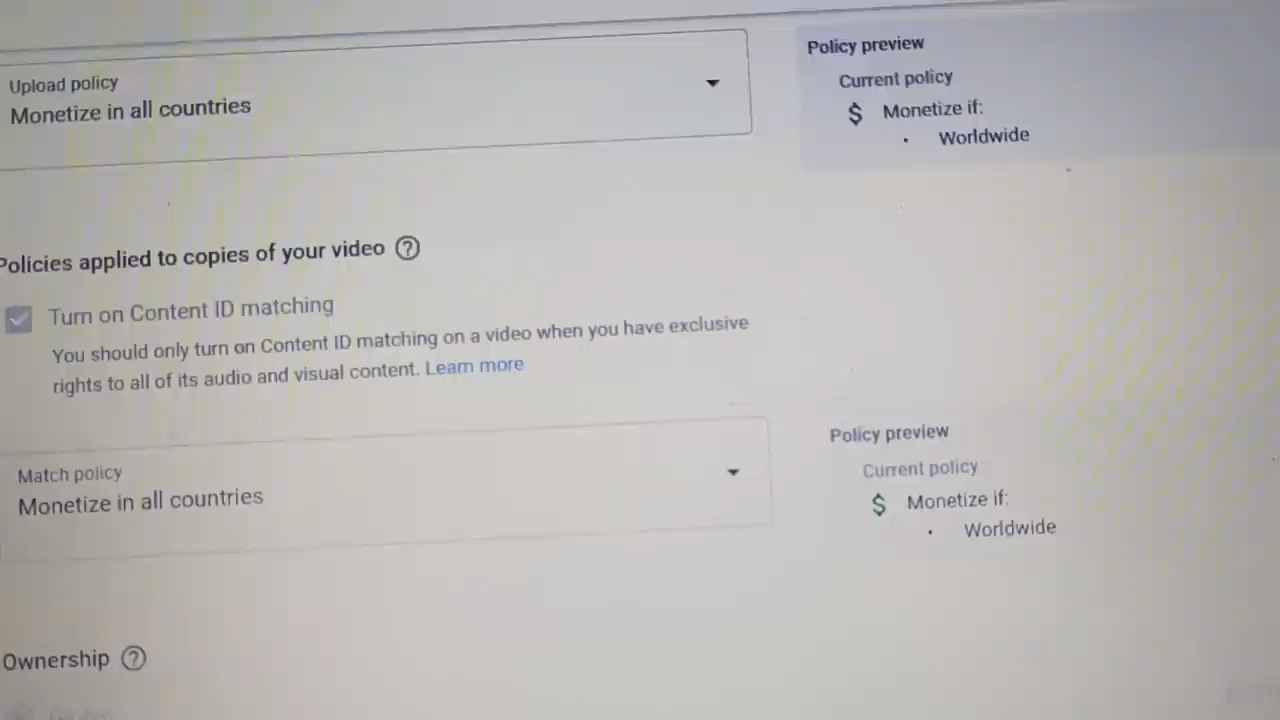 Upload policy
Monetize in all countries
Policy preview
Current policy
$ Monetize if:
• Worldwide
Policies applied to copies of your video ?
Turn on Content ID matching
You should only turn on Content ID matching on a video when you have exclusive
rights to all of its audio and visual content. Learn more
Match policy
Monetize in all countries
Policy preview
Current policy
$ Monetize if:
• Worldwide
Ownership ?